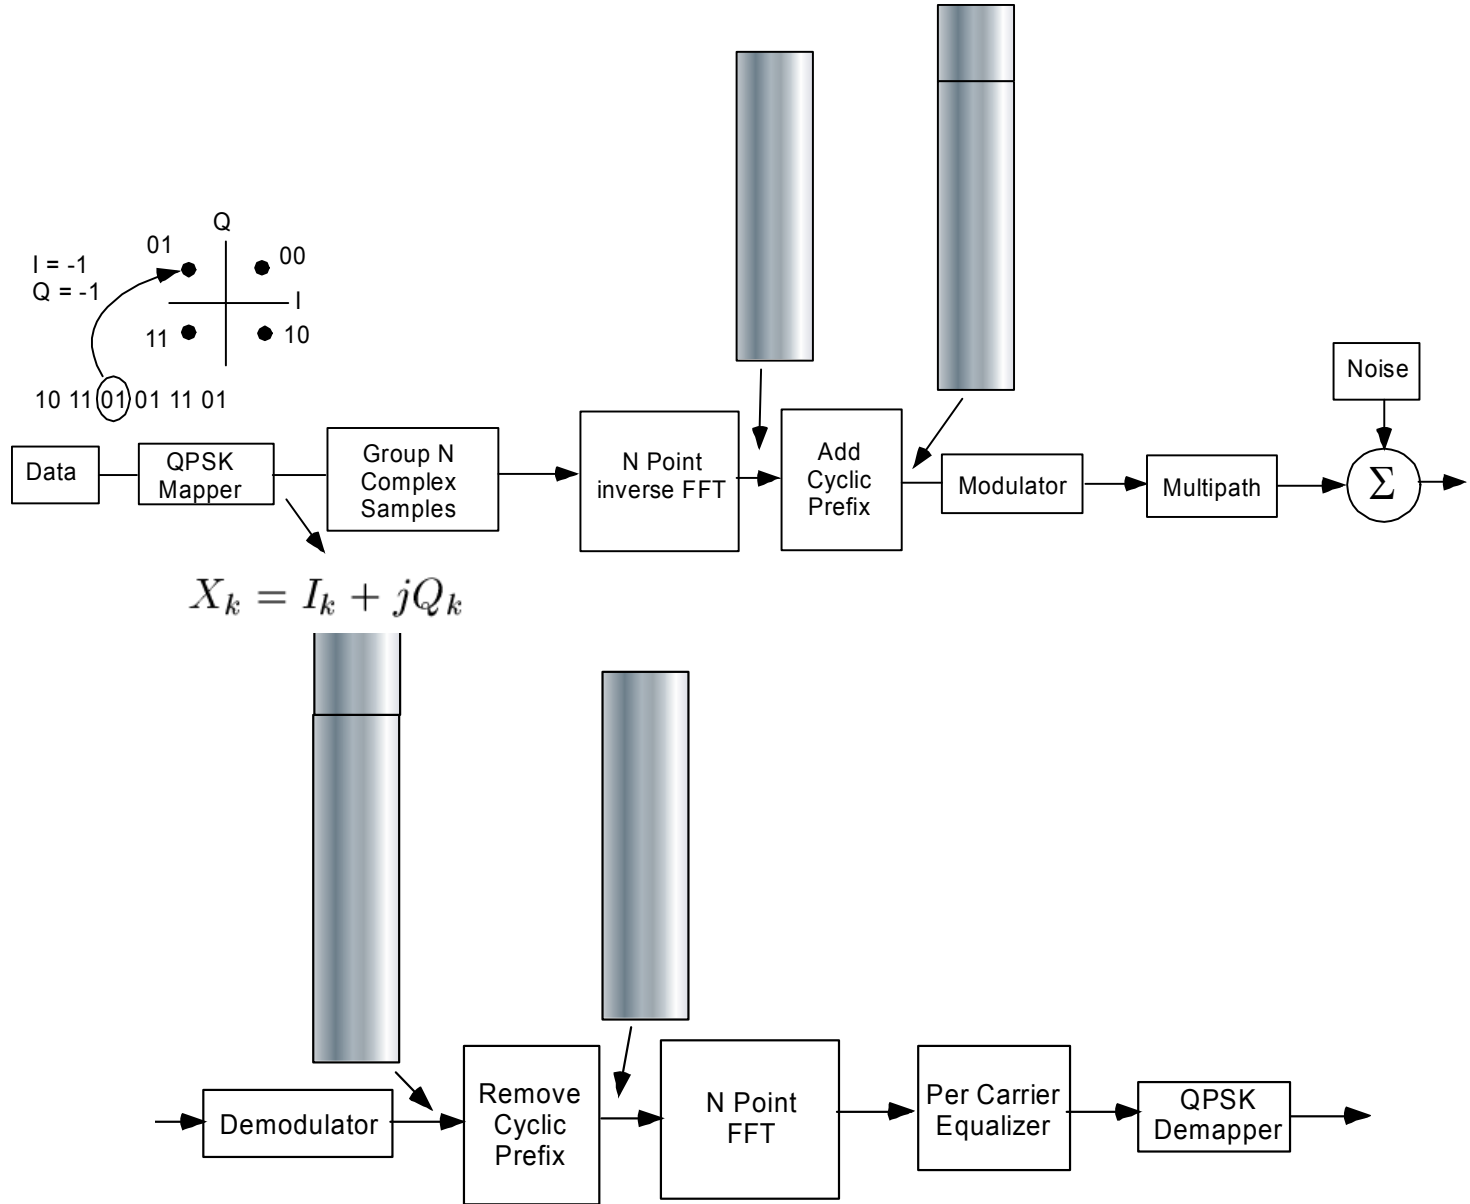 Q
01
00
I = -1
Q = -1
I
11
10
10 11 01 01 11 01
Data
QPSK
Mapper
Group N
Complex
Samples
N Point
inverse FFT
Add
Cyclic
Prefix
Modulator
Multipath
Noise
Σ
X_k = I_k + jQ_k
Demodulator
Remove
Cyclic
Prefix
N Point
FFT
Per Carrier
Equalizer
QPSK
Demapper